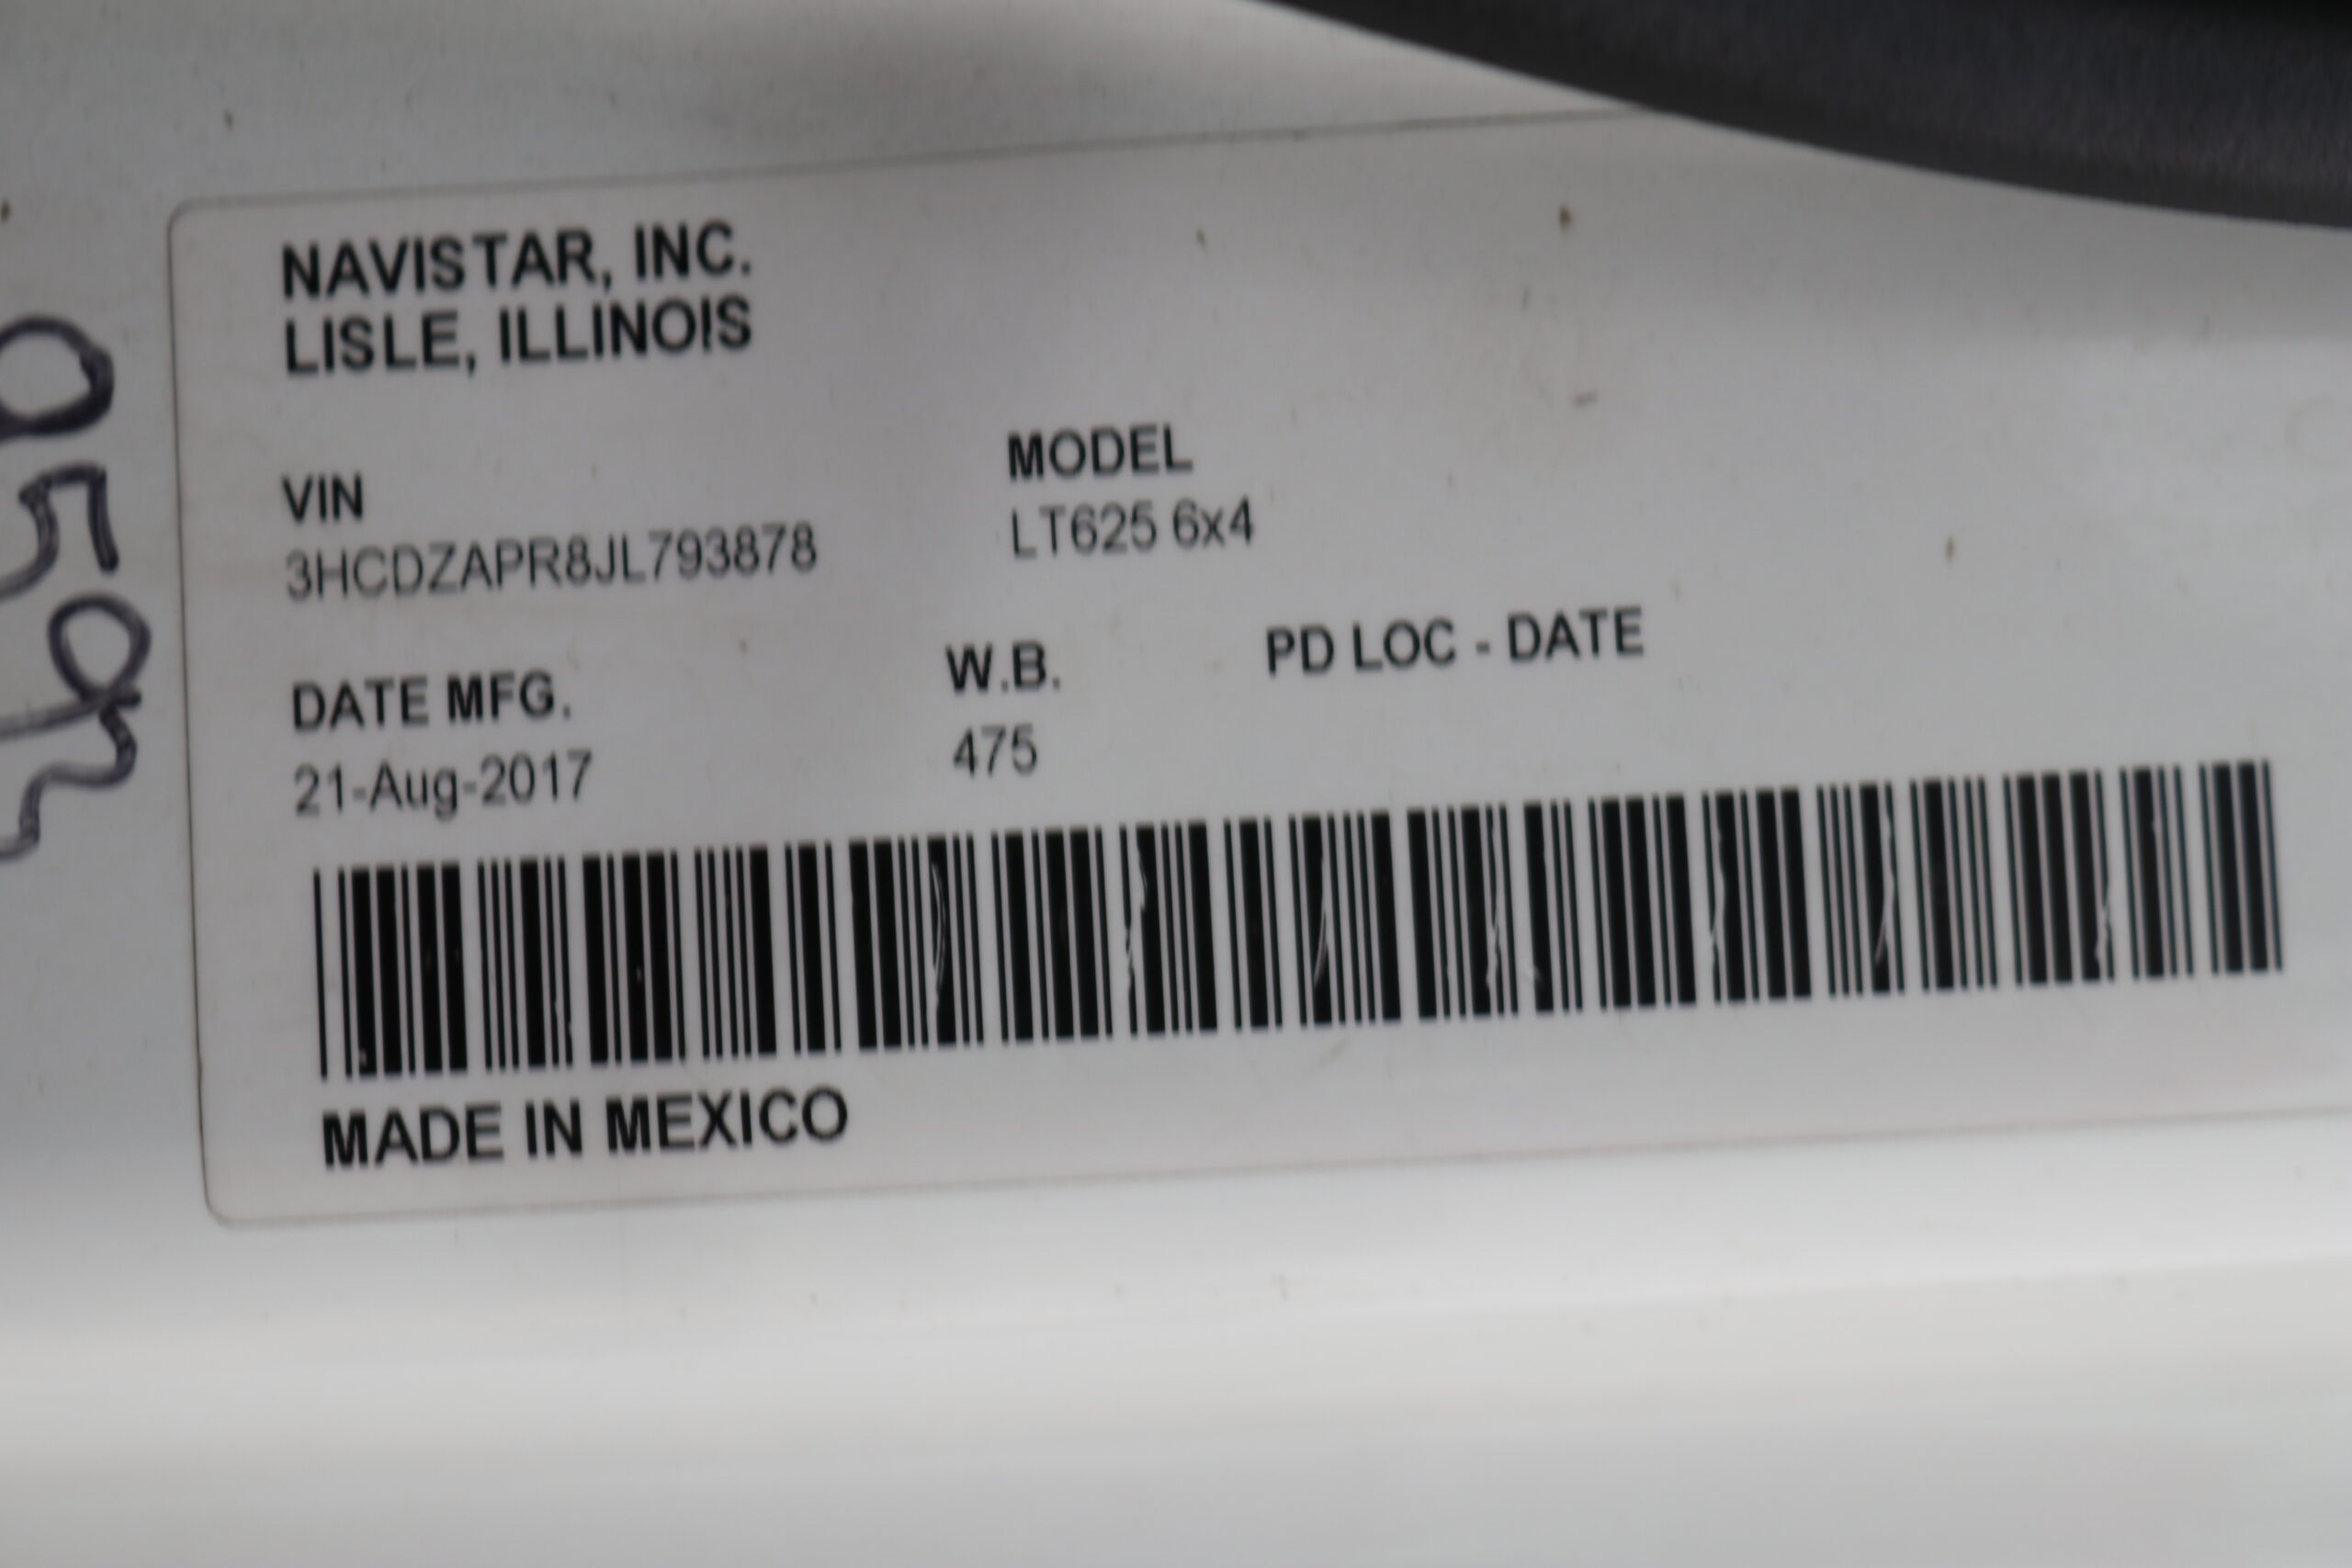 NAVISTAR, INC.
LISLE, ILLINOIS
VIN
3HCDZAPR8JL793878
MODEL
LT625 6x4
DATE MFG.
21-Aug-2017
W.B.
475
PD LOC - DATE
MADE IN MEXICO